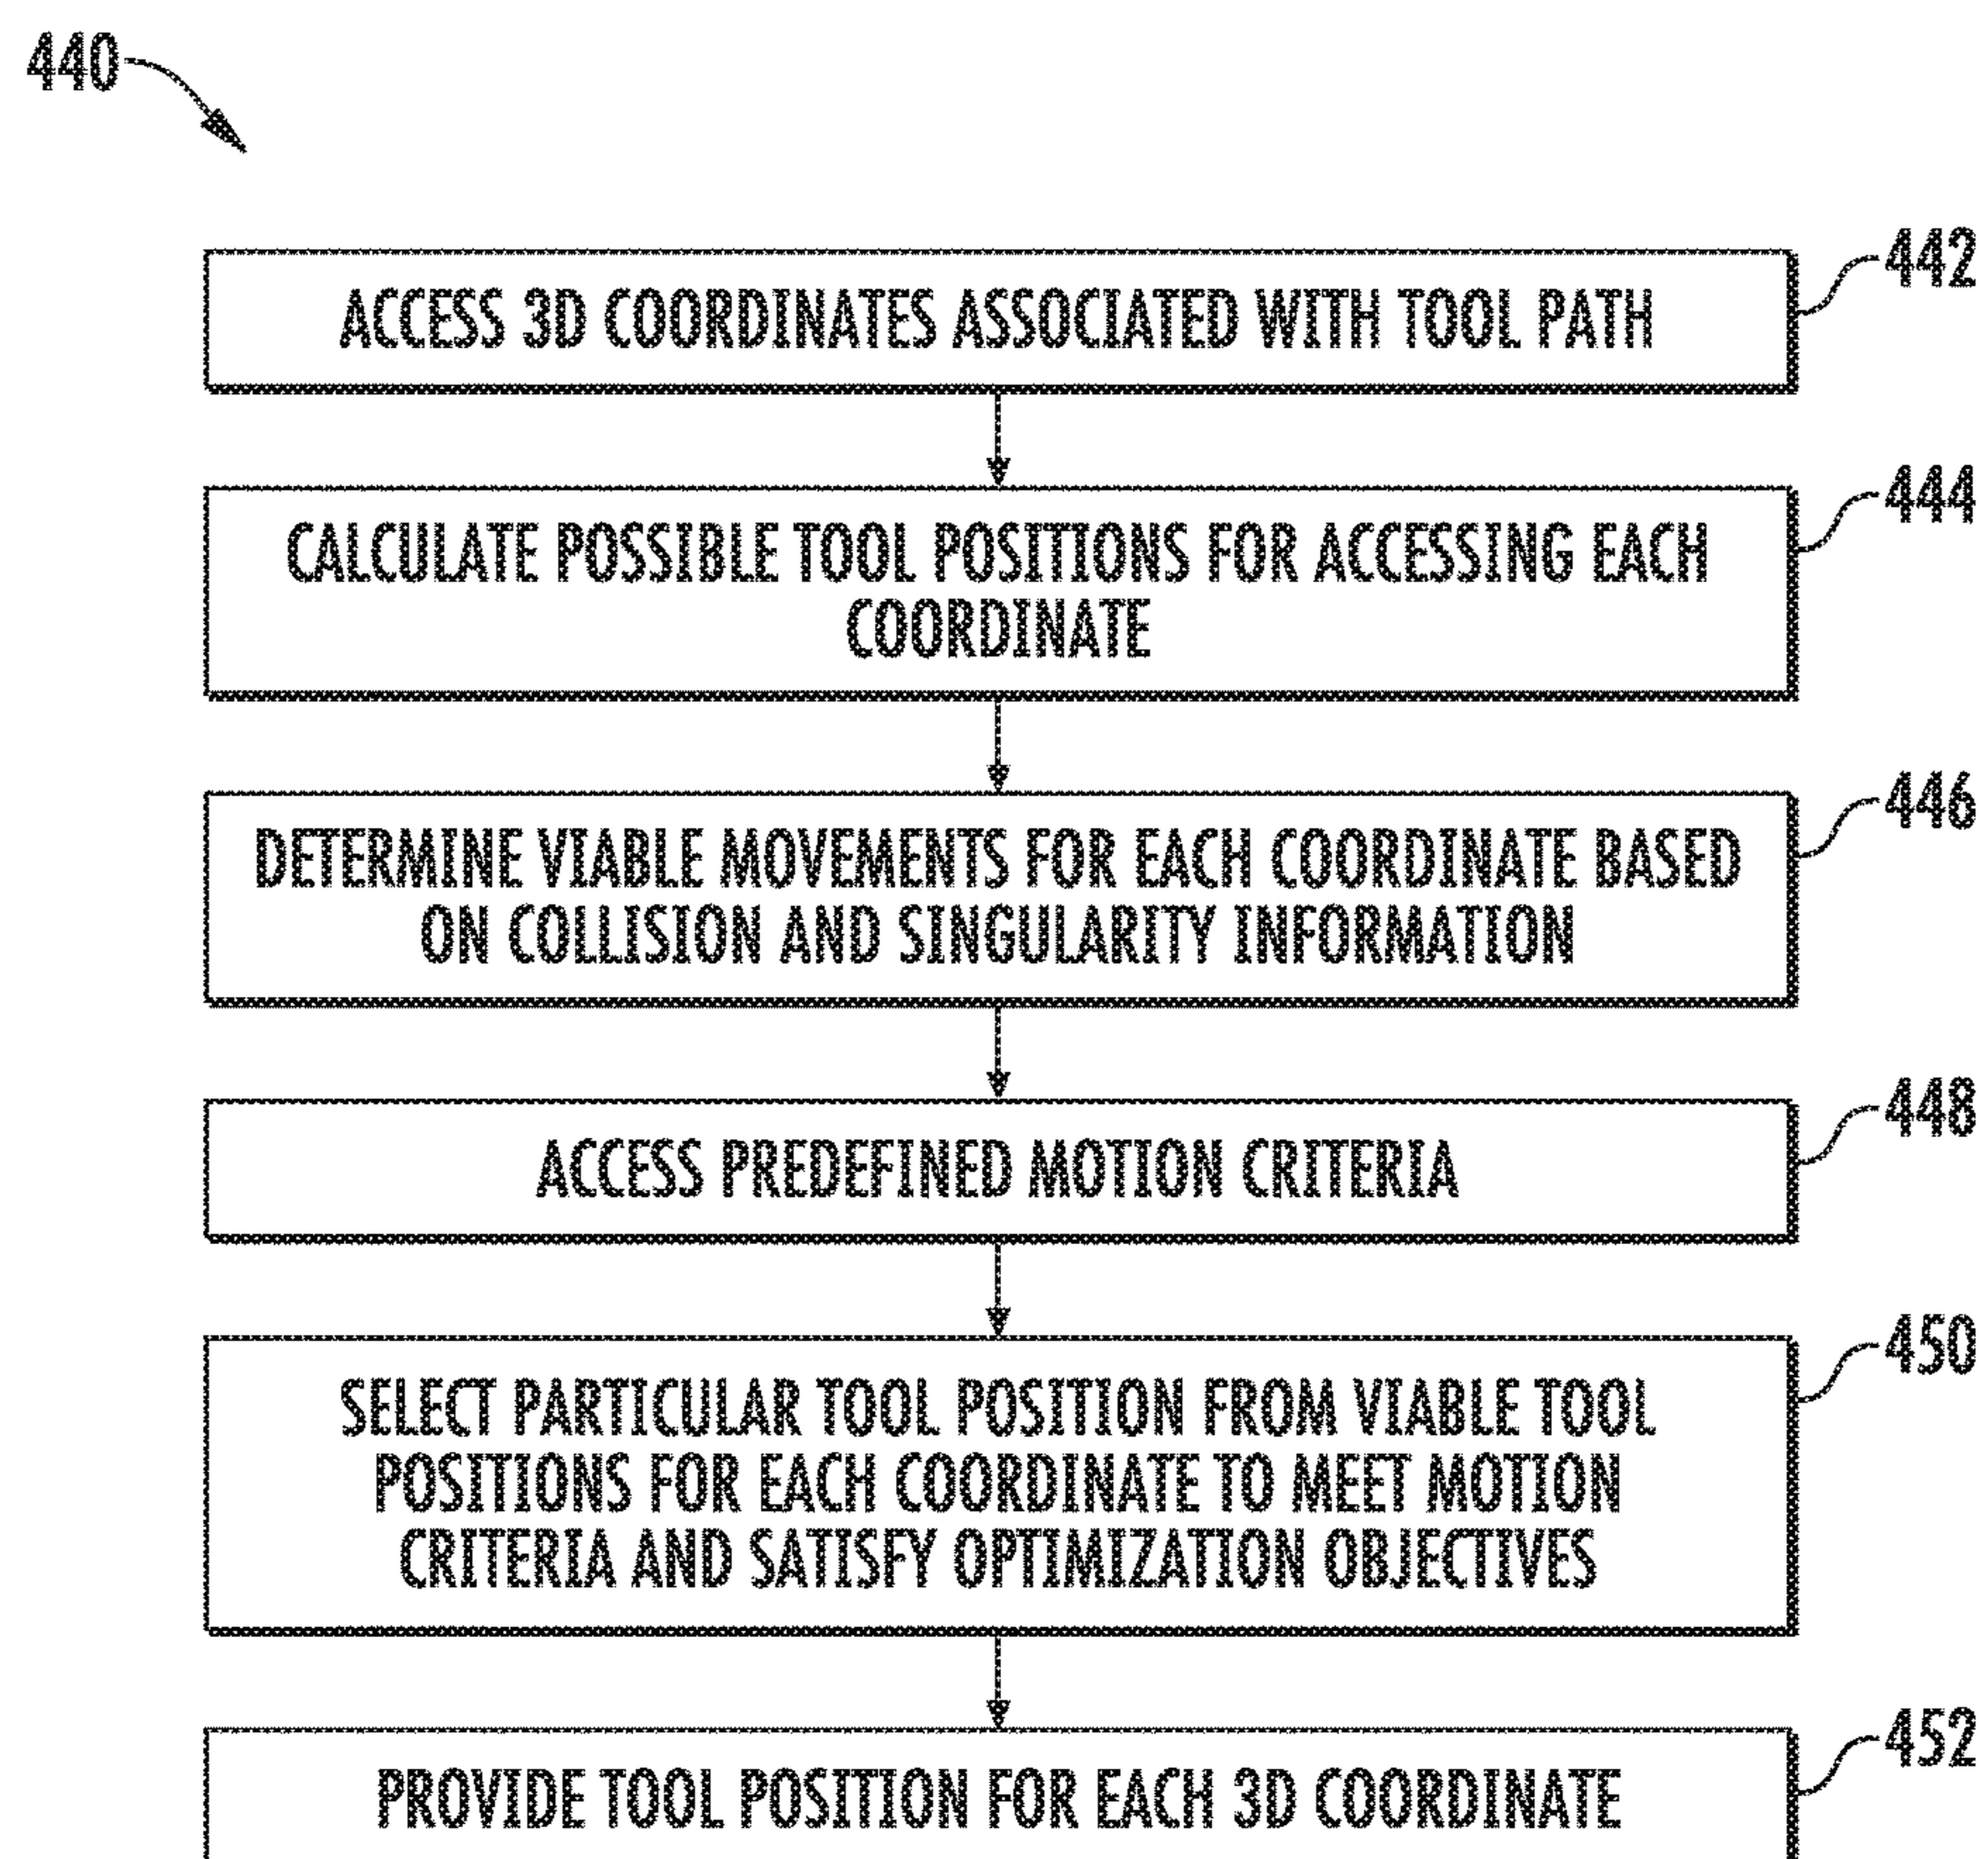 440
442
ACCESS 3D COORDINATES ASSOCIATED WITH TOOL PATH
444
CALCULATE POSSIBLE TOOL POSITIONS FOR ACCESSING EACH
COORDINATE
446
DETERMINE VIABLE MOVEMENTS FOR EACH COORDINATE BASED
ON COLLISION AND SINGULARITY INFORMATION
448
ACCESS PREDEFINED MOTION CRITERIA
450
SELECT PARTICULAR TOOL POSITION FROM VIABLE TOOL
POSITIONS FOR EACH COORDINATE TO MEET MOTION
CRITERIA AND SATISFY OPTIMIZATION OBJECTIVES
452
PROVIDE TOOL POSITION FOR EACH 3D COORDINATE